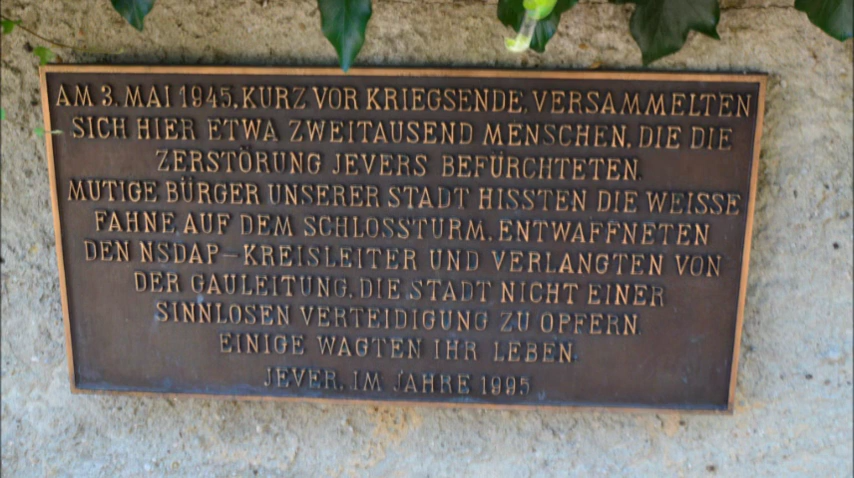 AM 3. MAI 1945, KURZ VOR KRIEGSENDE, VERSAMMELTEN
SICH HIER ETWA ZWEITAUSEND MENSCHEN, DIE DIE
ZERSTÖRUNG JEVERS BEFÜRCHTETEN.
MUTIGE BÜRGER UNSERER STADT HISSTEN DIE WEISSE
FAHNE AUF DEM SCHLOSSTURM, ENTWAFFNETEN
DEN NSDAP-KREISLEITER UND VERLANGTEN VON
DER GAULEITUNG, DIE STADT NICHT EINER
SINNLOSEN VERTEIDIGUNG ZU OPFERN.
EINIGE WAGTEN IHR LEBEN.
JEVER, IM JAHRE 1995